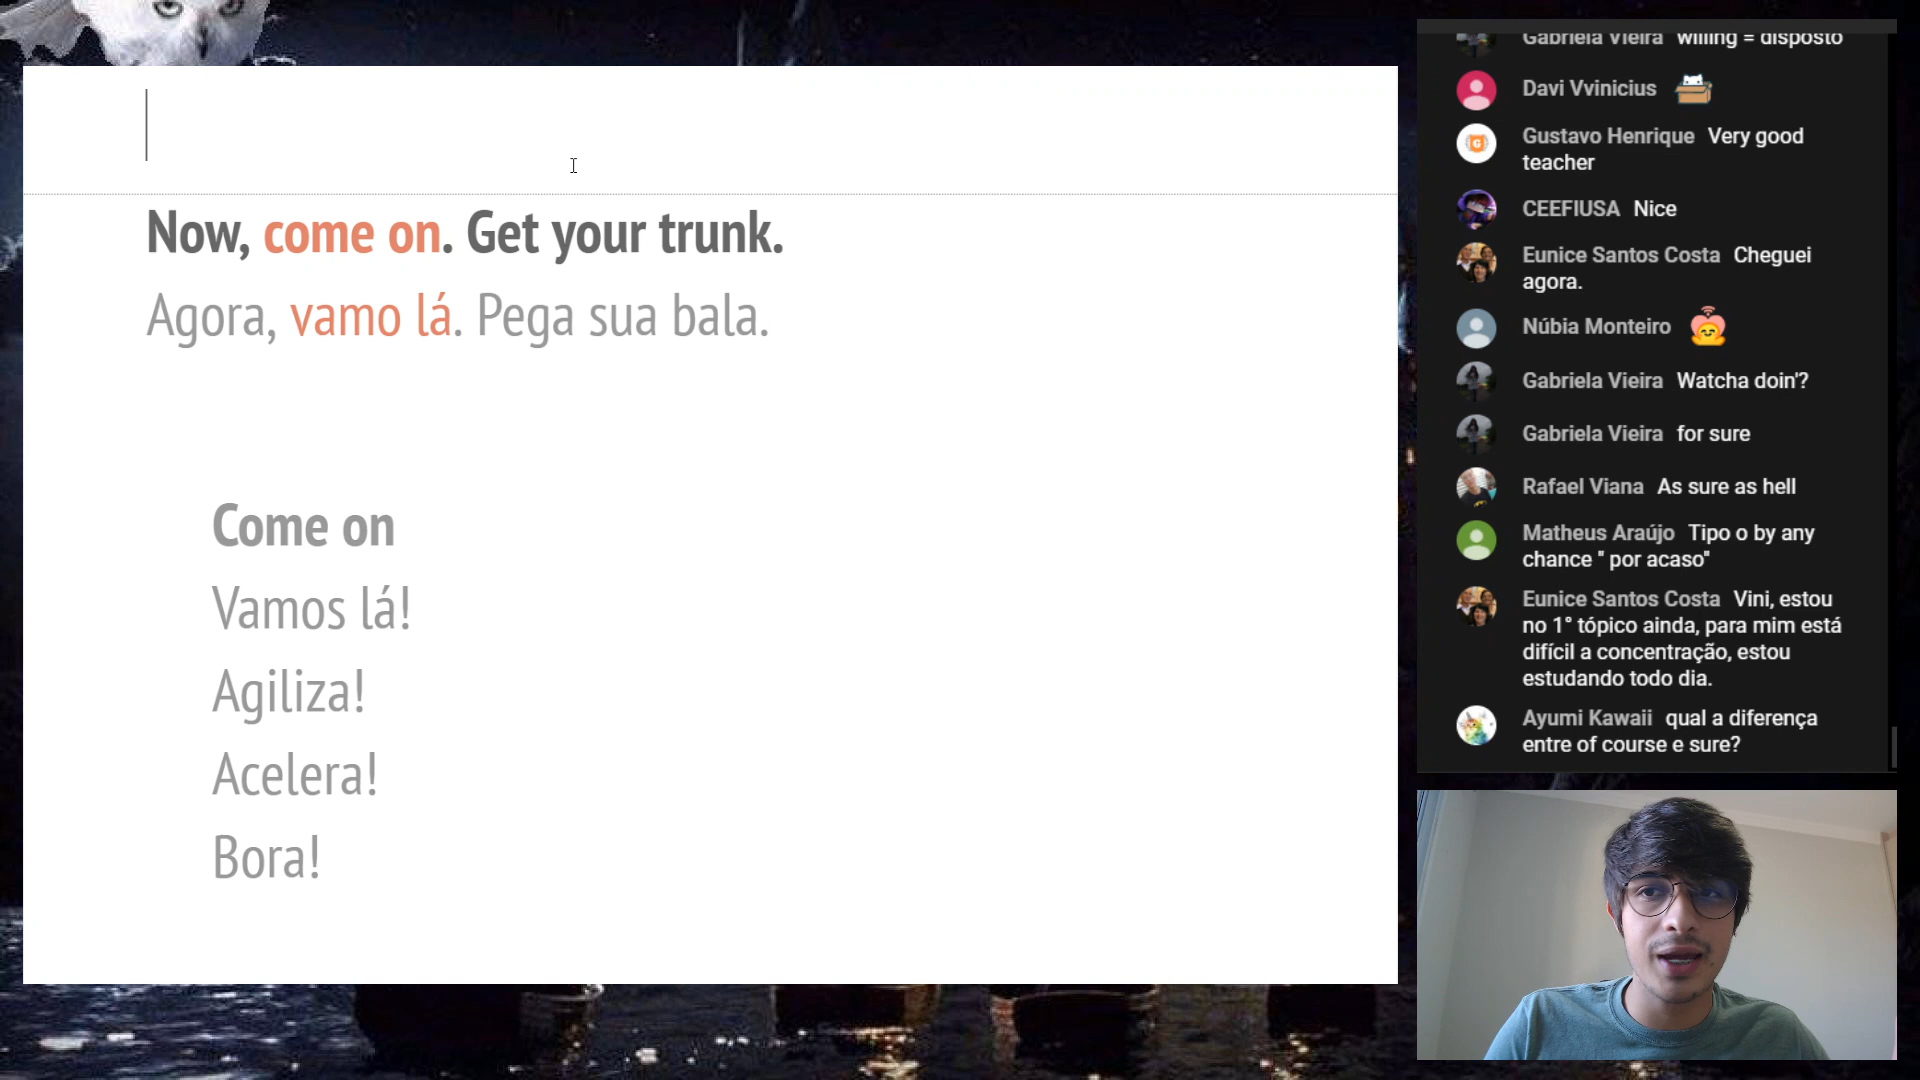 Now, come on. Get your trunk.
Agora, vamo lá. Pega sua bala.
Come on
Vamos lá!
Agiliza!
Acelera!
Bora!
Gabriela Vieira willing = disposto
Davi Vvinicius
Gustavo Henrique Very good
teacher
CEEFIUSA Nice
Eunice Santos Costa Cheguei
agora.
Núbia Monteiro
Gabriela Vieira Watcha doin'?
Gabriela Vieira for sure
Rafael Viana As sure as hell
Matheus Araújo Tipo o by any
chance " por acaso"
Eunice Santos Costa Vini, estou
no 1° tópico ainda, para mim está
difícil a concentração, estou
estudando todo dia.
Ayumi Kawaii qual a diferença
entre of course e sure?